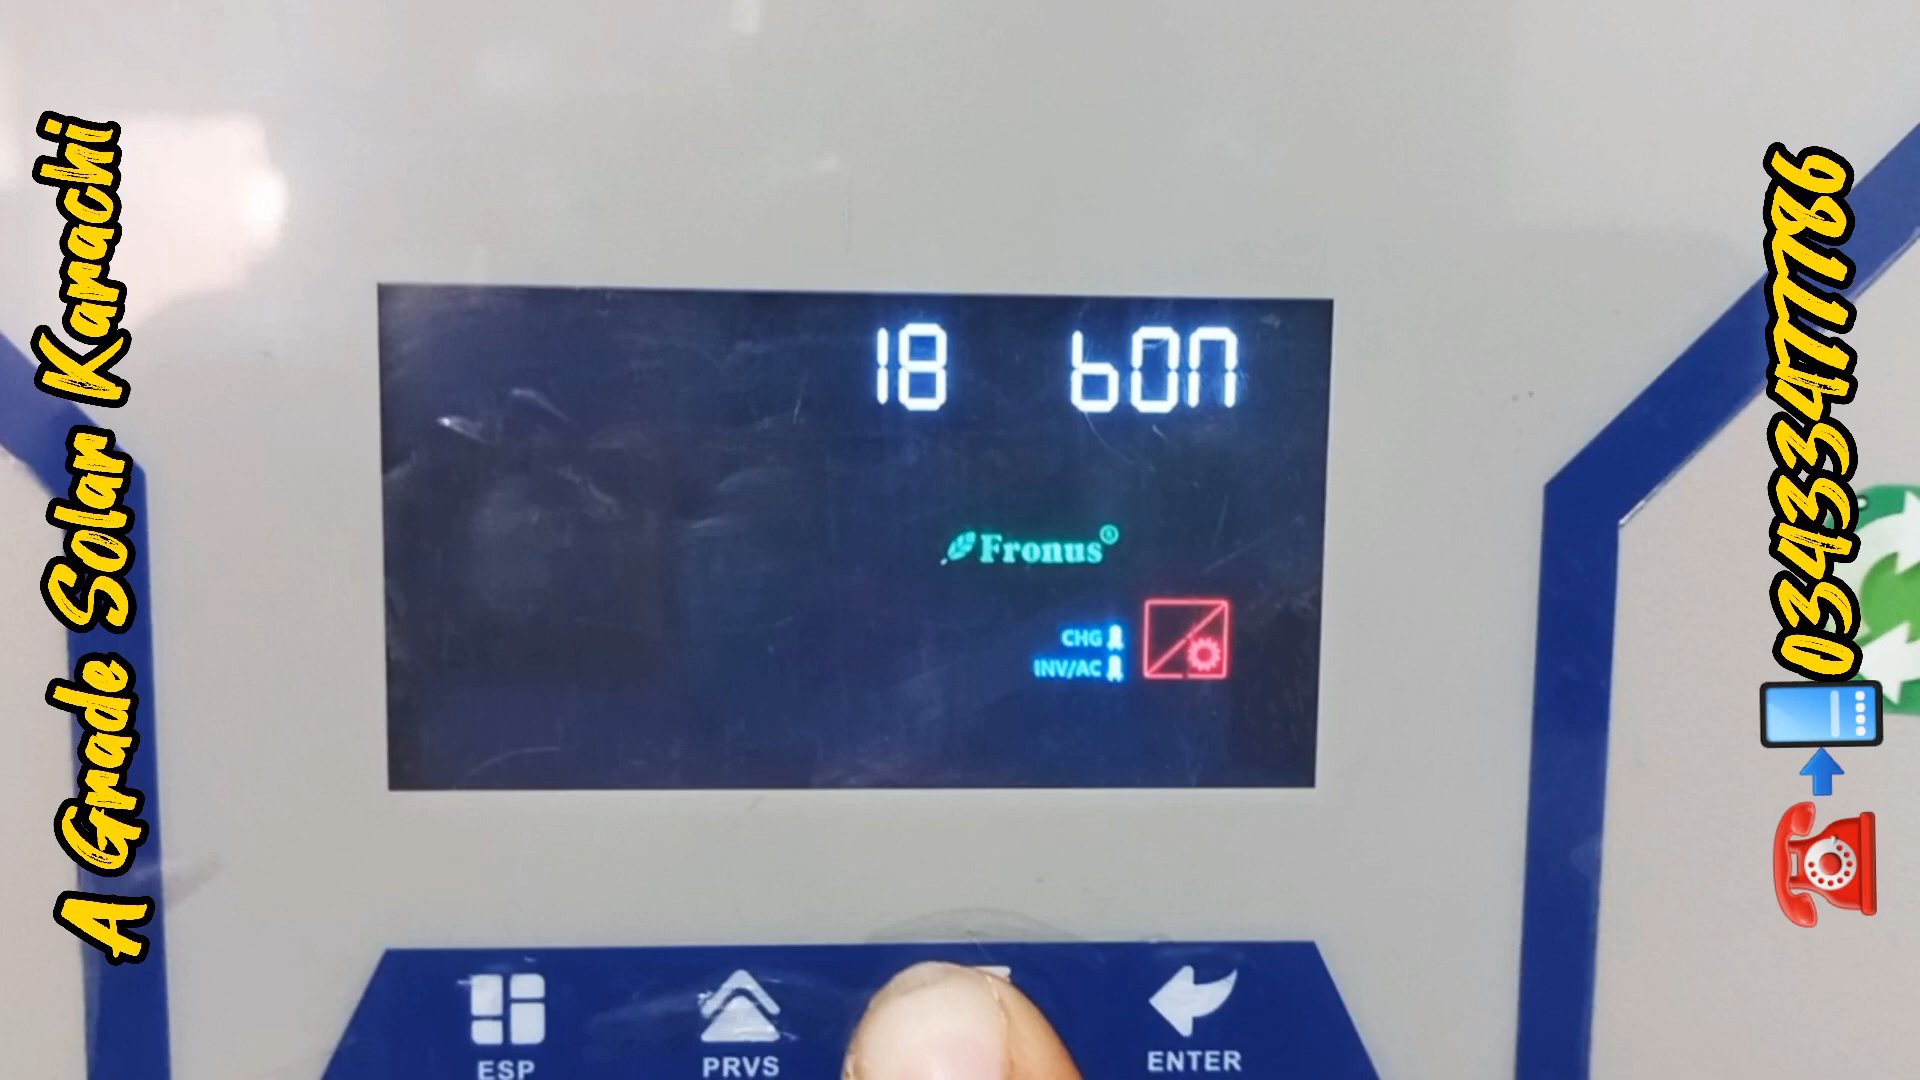 A Grade Solar Karachi
18 bON
Fronus®
CHG
INV/AC
ESP
PRVS
ENTER
03433477786